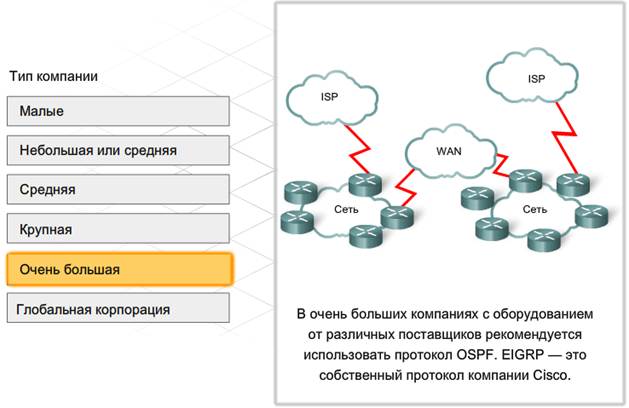 Тип компании
Малые
Небольшая или средняя
Средняя
Крупная
Очень большая
Глобальная корпорация
ISP
ISP
WAN
Сеть
Сеть
В очень больших компаниях с оборудованием
от различных поставщиков рекомендуется
использовать протокол OSPF. EIGRP — это
собственный протокол компании Cisco.